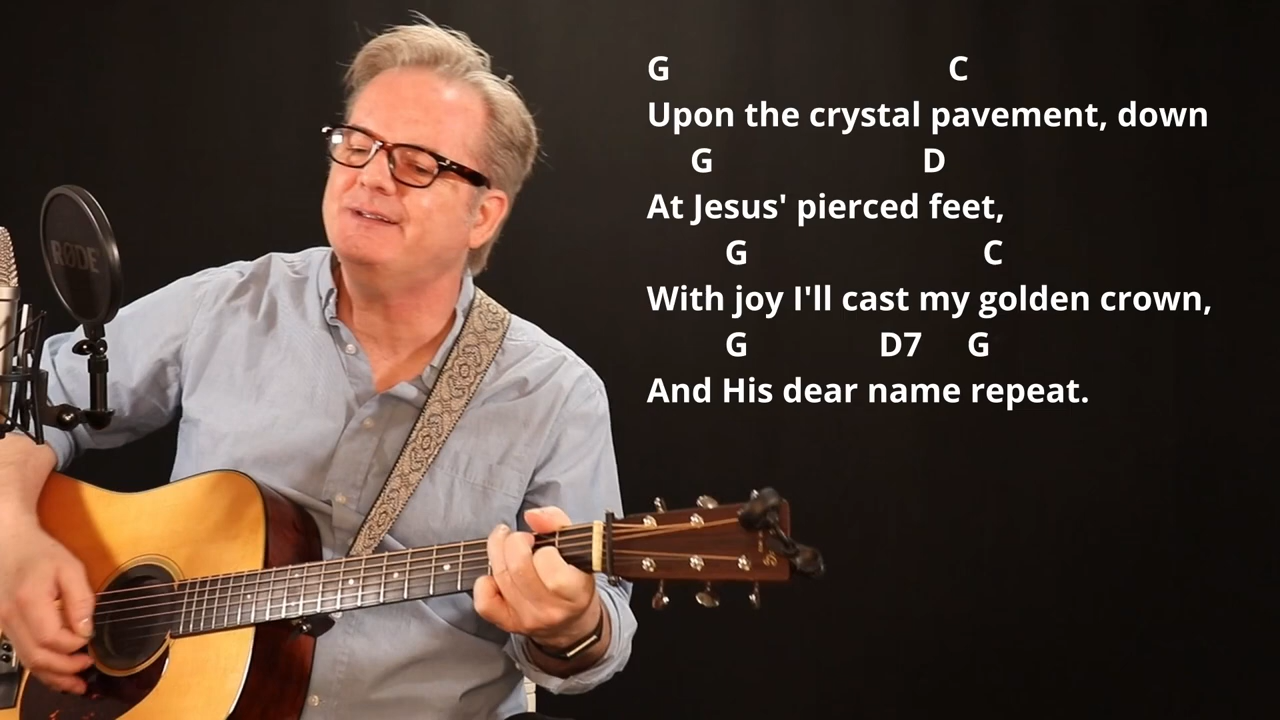 G C
Upon the crystal pavement, down
G D
At Jesus' pierced feet,
G C
With joy I'll cast my golden crown,
G D7 G
And His dear name repeat.
RØDE